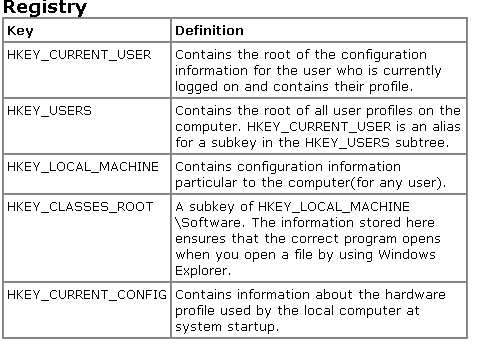 Registry
Key Definition
HKEY_CURRENT_USER Contains the root of the configuration
information for the user who is currently
logged on and contains their profile.
HKEY_USERS Contains the root of all user profiles on the
computer. HKEY_CURRENT_USER is an alias
for a subkey in the HKEY_USERS subtree.
HKEY_LOCAL_MACHINE Contains configuration information
particular to the computer(for any user).
HKEY_CLASSES_ROOT A subkey of HKEY_LOCAL_MACHINE
\Software. The information stored here
ensures that the correct program opens
when you open a file by using Windows
Explorer.
HKEY_CURRENT_CONFIG Contains information about the hardware
profile used by the local computer at
system startup.